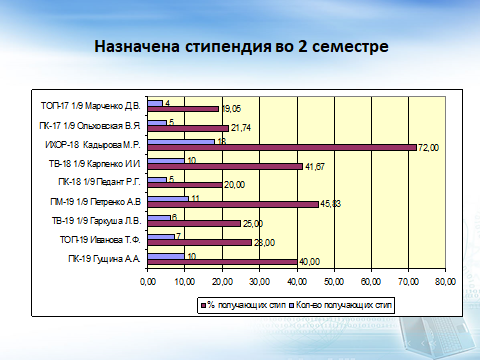 Назначена стипендия во 2 семестре
ТОП-17 1/9 Марченко Д.В.
4
19,05
ПК-17 1/9 Ольховская В.Я.
5
21,74
ИХОР-18 Кадырова М.Р.
18
72,00
ТВ-18 1/9 Карпенко И.И.
10
41,67
ПК-18 1/9 Педант Р.Г.
5
20,00
ПМ-19 1/9 Петренко А.В
11
45,83
ТВ-19 1/9 Гаркуша Л.В.
6
25,00
ТОП-19 Иванова Т.Ф.
7
28,00
ПК-19 Гущина А.А.
10
40,00
0,00 10,00 20,00 30,00 40,00 50,00 60,00 70,00 80,00
% получающих стип Кол-во получающих стип